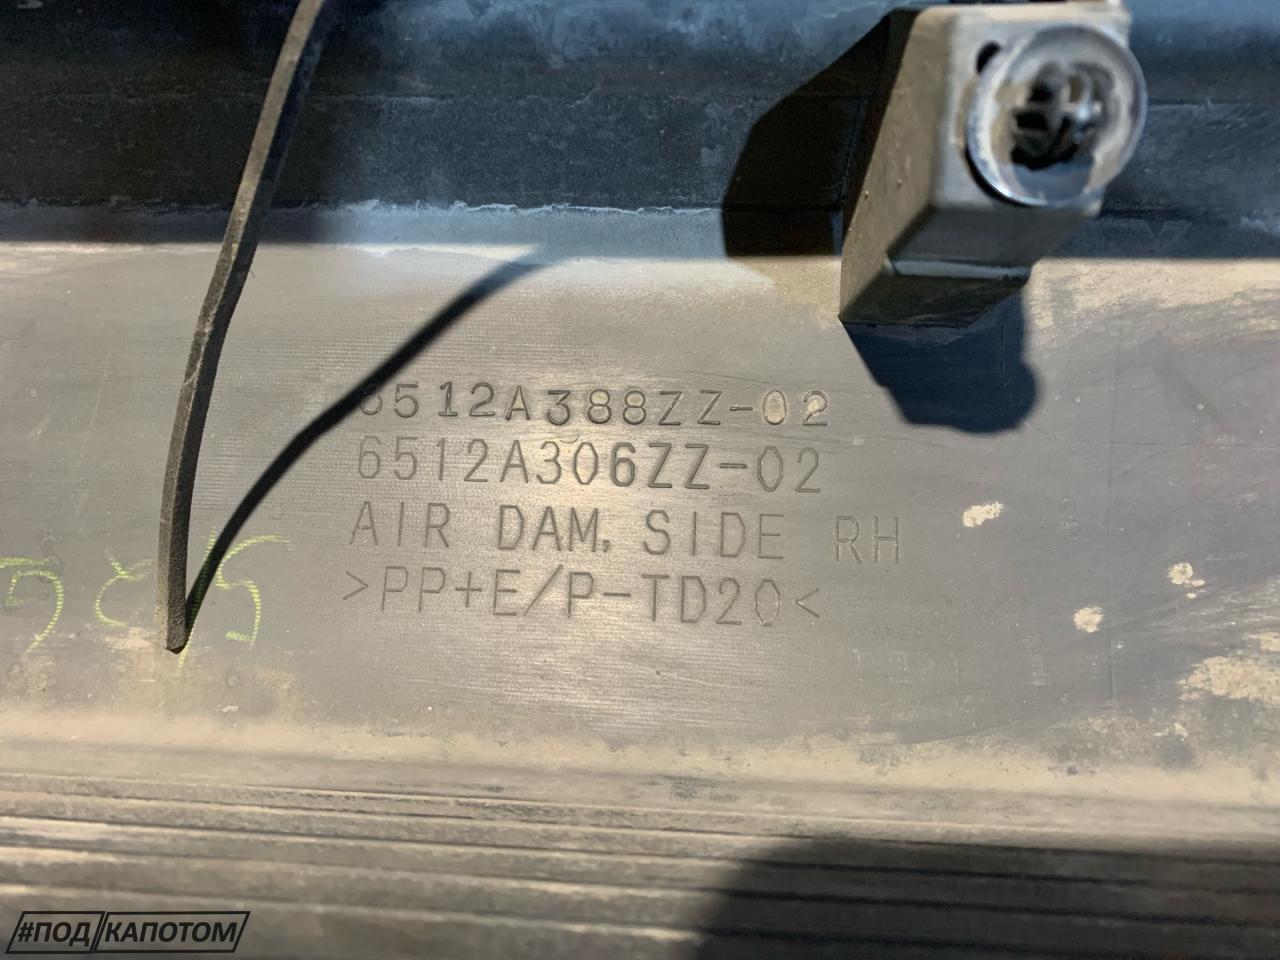 6512A388ZZ-02
6512A306ZZ-02
AIR DAM, SIDE RH
>PP+E/P-TD20<
#ПОД КАПОТОМ